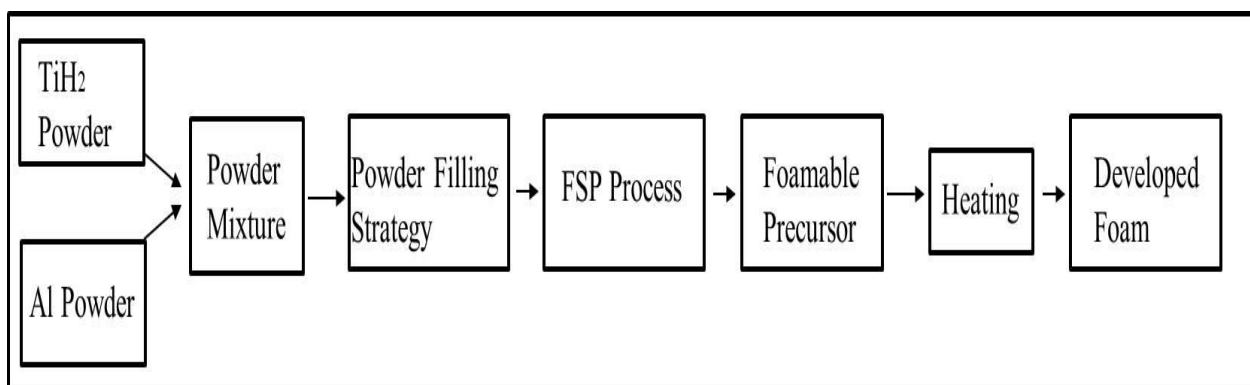 TiH2
Powder
Al Powder
Powder
Mixture
Powder Filling
Strategy
FSP Process
Foamable
Precursor
Heating
Developed
Foam